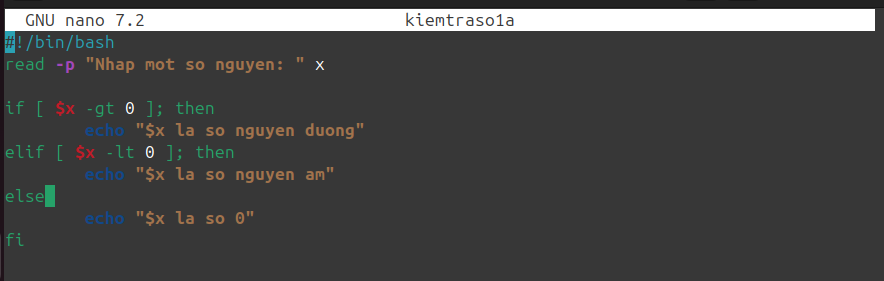 GNU nano 7.2 kiemtraso1a
#!/bin/bash
read -p "Nhap mot so nguyen: " x
if [ $x -gt 0 ]; then
echo "$x la so nguyen duong"
elif [ $x -lt 0 ]; then
echo "$x la so nguyen am"
else
echo "$x la so 0"
fi